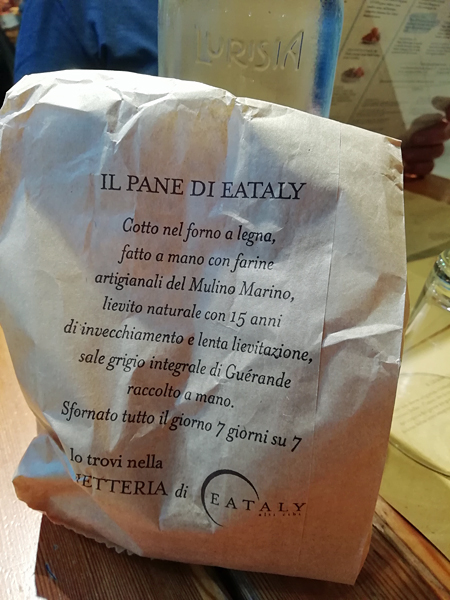 LURISIA
IL PANE DI EATALY
Cotto nel forno a legna,
fatto a mano con farine
artigianali del Mulino Marino,
lievito naturale con 15 anni
di invecchiamento e lenta lievitazione,
sale grigio integrale di Guérande
raccolto a mano.
Sfornato tutto il giorno 7 giorni su 7
lo trovi nella
di EATALY